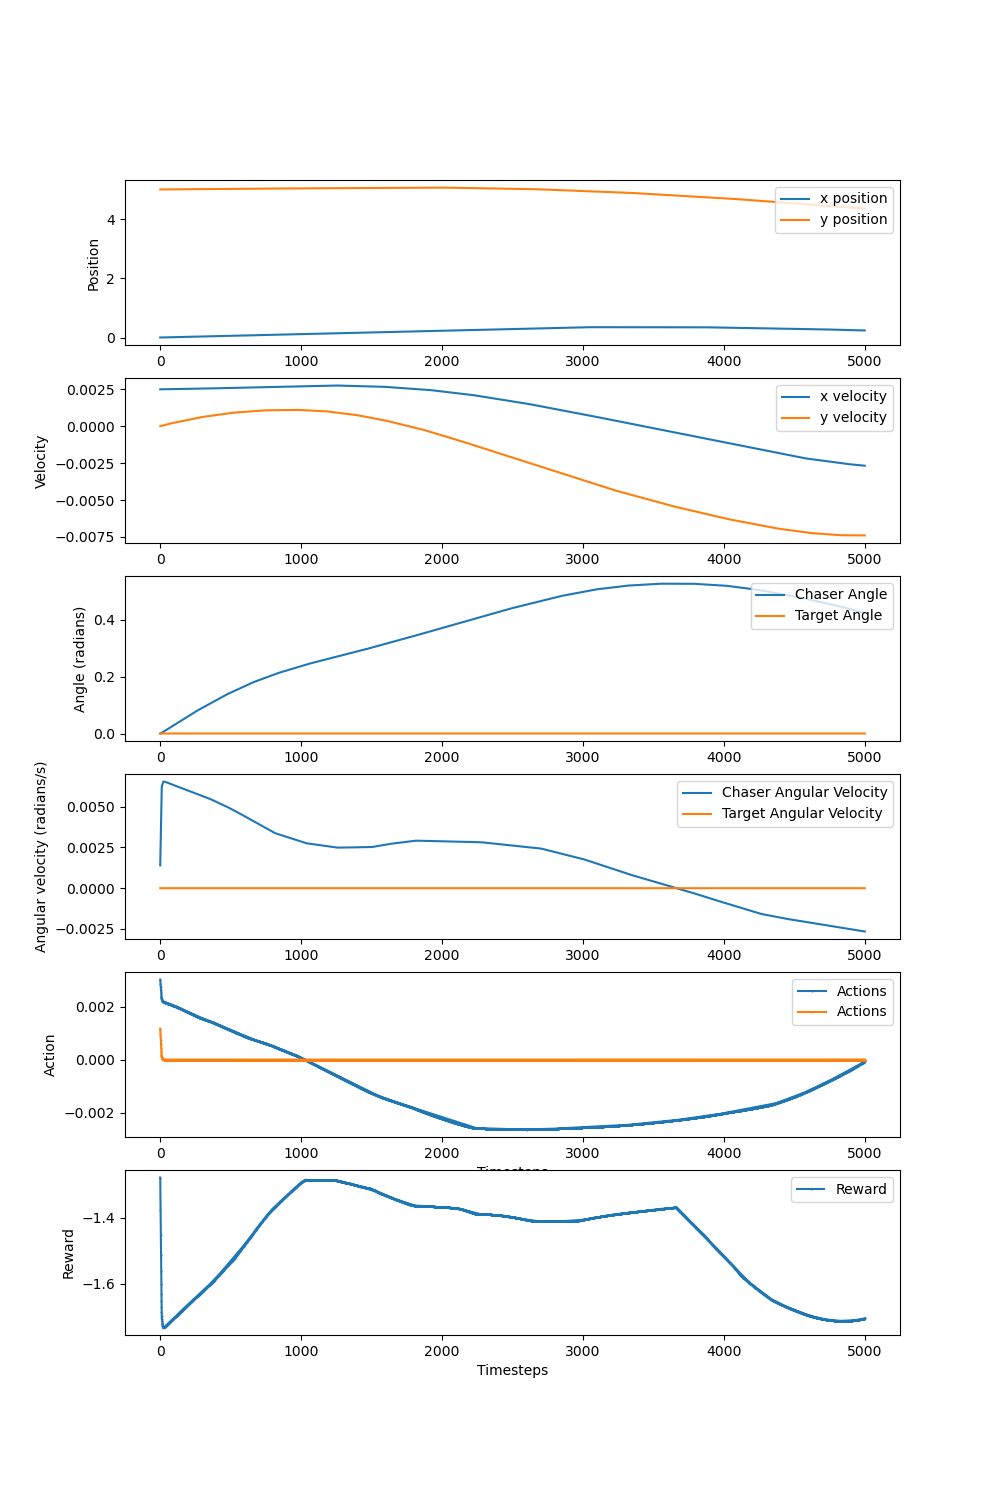 4
2
0
Position
x position
y position
0 1000 2000 3000 4000 5000
0.0025
0.0000
−0.0025
−0.0050
−0.0075
Velocity
x velocity
y velocity
0 1000 2000 3000 4000 5000
0.4
0.2
0.0
Angle (radians)
Chaser Angle
Target Angle
0 1000 2000 3000 4000 5000
0.0050
0.0025
0.0000
−0.0025
Angular velocity (radians/s)
Chaser Angular Velocity
Target Angular Velocity
0 1000 2000 3000 4000 5000
0.002
0.000
−0.002
Action
Actions
Actions
0 1000 2000 3000 4000 5000
Timesteps
−1.4
−1.6
Reward
Reward
0 1000 2000 3000 4000 5000
Timesteps